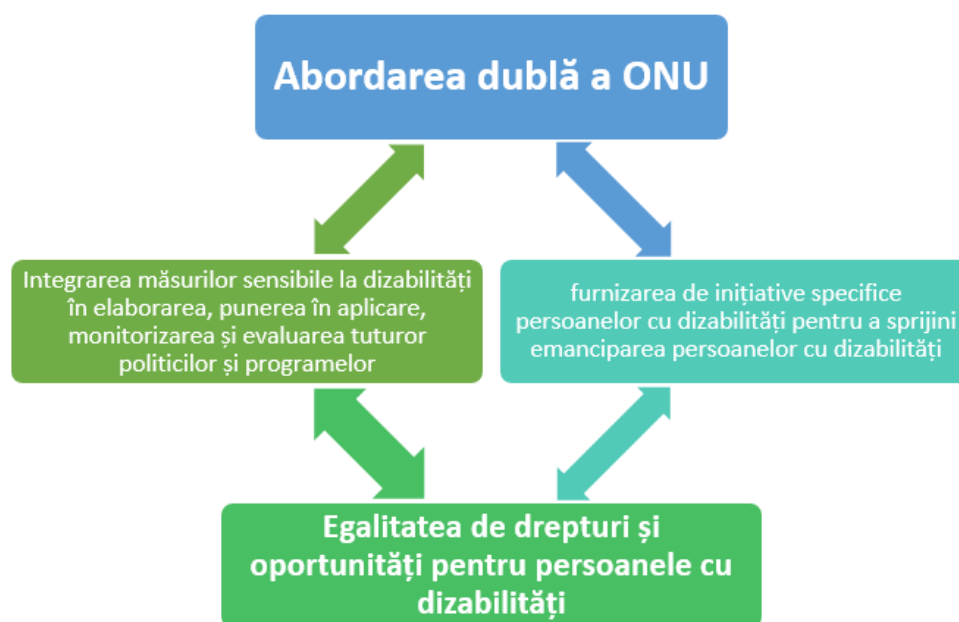 Abordarea dublă a ONU
Integrarea măsurilor sensibile la dizabilități
în elaborarea, punerea în aplicare,
monitorizarea și evaluarea tuturor
politicilor și programelor
furnizarea de inițiative specifice
persoanelor cu dizabilități pentru a sprijini
emanciparea persoanelor cu dizabilități
Egalitatea de drepturi și
oportunități pentru persoanele cu
dizabilități